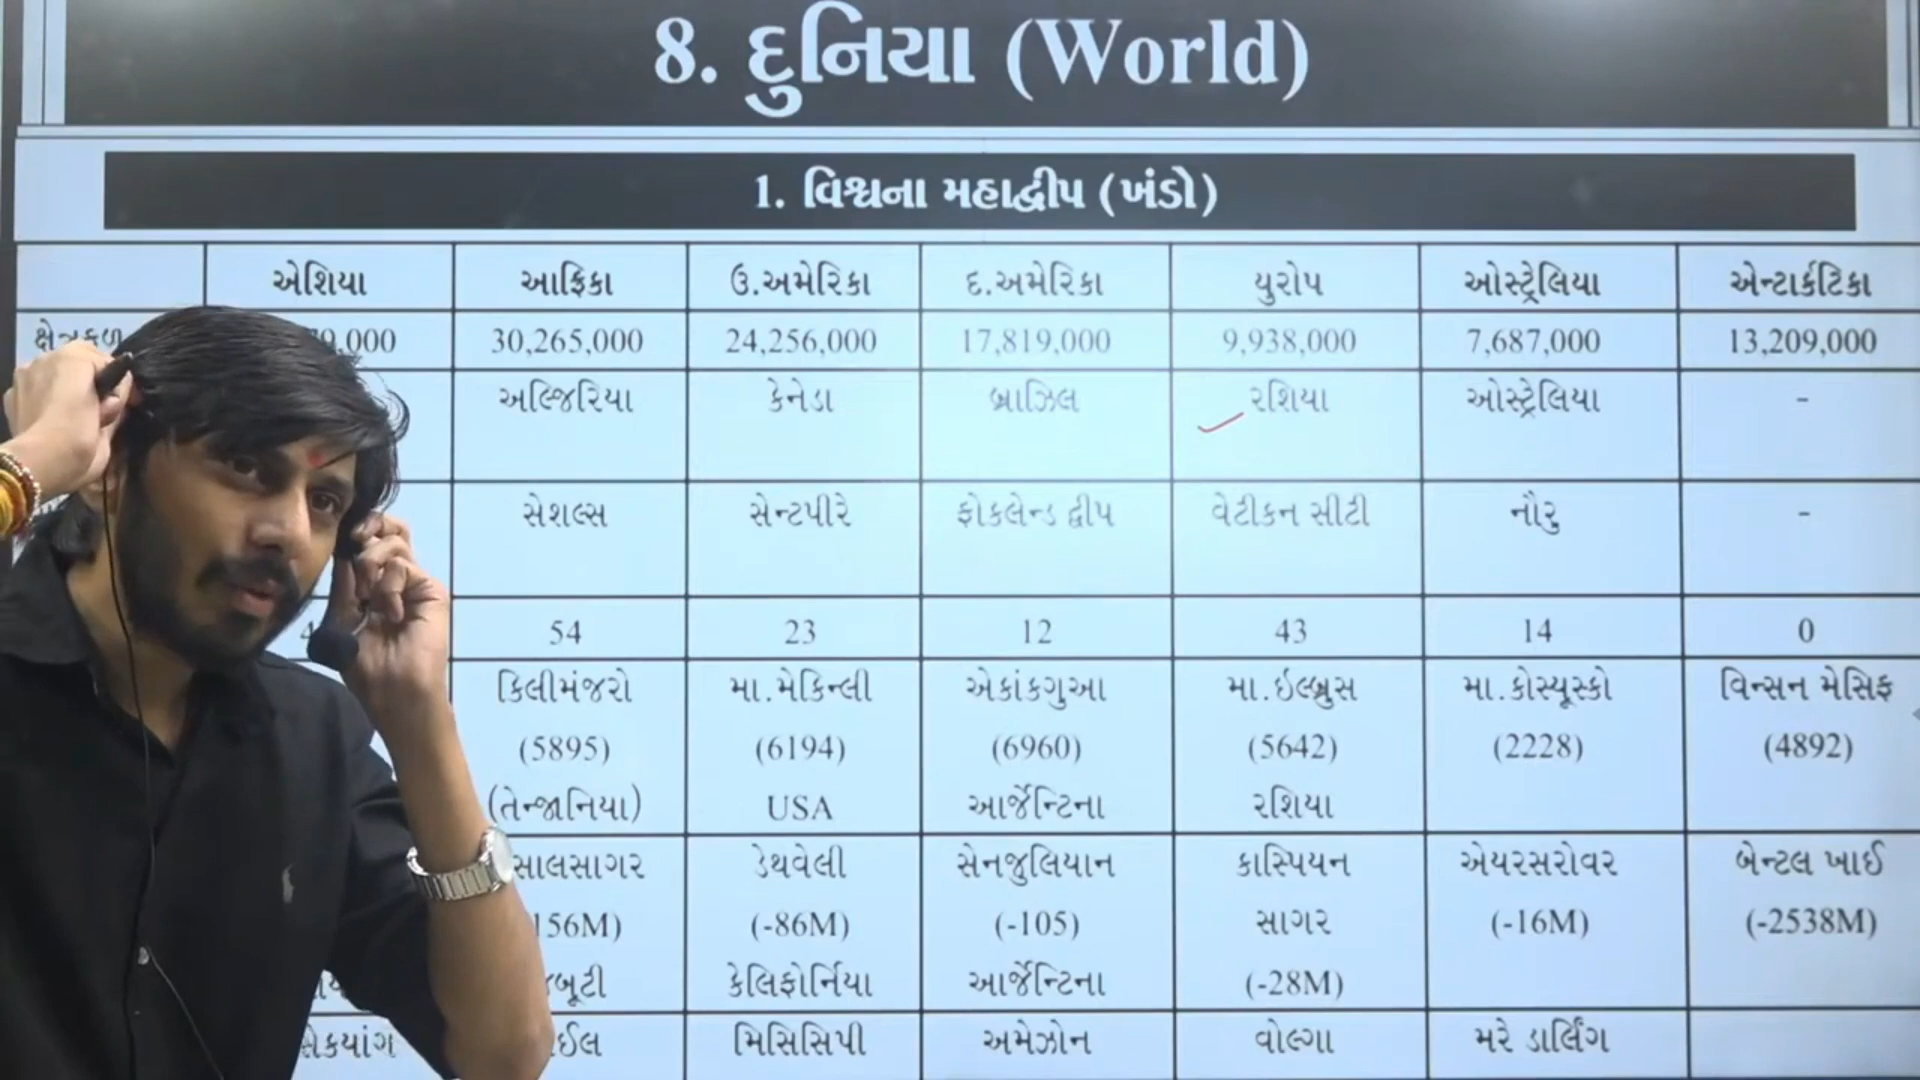 8. દુનિયા (World)
1. વિશ્વના મહાદ્વીપ (ખંડો)
એશિયા આફ્રિકા ઉ.અમેરિકા દ.અમેરિકા યુરોપ ઓસ્ટ્રેલિયા એન્ટાર્કટિકા
ક્ષેત્રફળ 30,265,000 24,256,000 17,819,000 9,938,000 7,687,000 13,209,000
અલ્જિરિયા કેનેડા બ્રાઝિલ રશિયા ઓસ્ટ્રેલિયા -
સેશલ્સ સેન્ટપીરે ફોકલેન્ડ દ્વીપ વેટીકન સીટી નૌરુ -
54 23 12 43 14 0
કિલીમંજરો મા.મેકિન્લી એકાંકગુઆ મા.ઇલ્બ્રુસ મા.કોસ્યૂસ્કો વિન્સન મેસિફ
(5895) (6194) (6960) (5642) (2228) (4892)
(તેન્જાનિયા) USA આર્જેન્ટિના રશિયા
ડેથવેલી સેનજુલિયાન કાસ્પિયન એયરસરોવર બેન્ટલ ખાઈ
(-86M) (-105) સાગર (-16M) (-2538M)
કેલિફોર્નિયા આર્જેન્ટિના (-28M)
મિસિસિપી અમેઝોન વોલ્ગા મરે ડાર્લિંગ